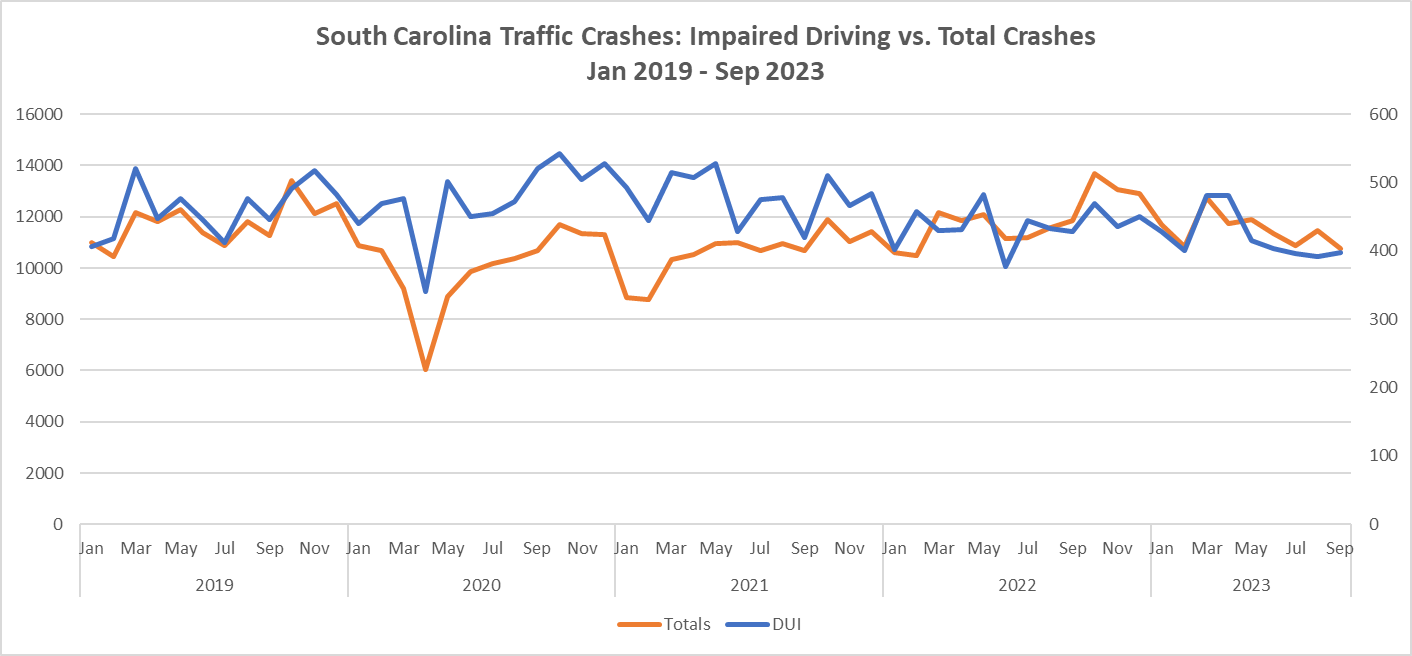 South Carolina Traffic Crashes: Impaired Driving vs. Total Crashes
Jan 2019 - Sep 2023
16000 600
14000 500
12000 400
10000 300
8000 200
6000 100
4000 0
2000
0
Jan Mar May Jul Sep Nov Jan Mar May Jul Sep Nov Jan Mar May Jul Sep Nov Jan Mar May Jul Sep Nov Jan Mar May Jul Sep
2019 2020 2021 2022 2023
Totals DUI